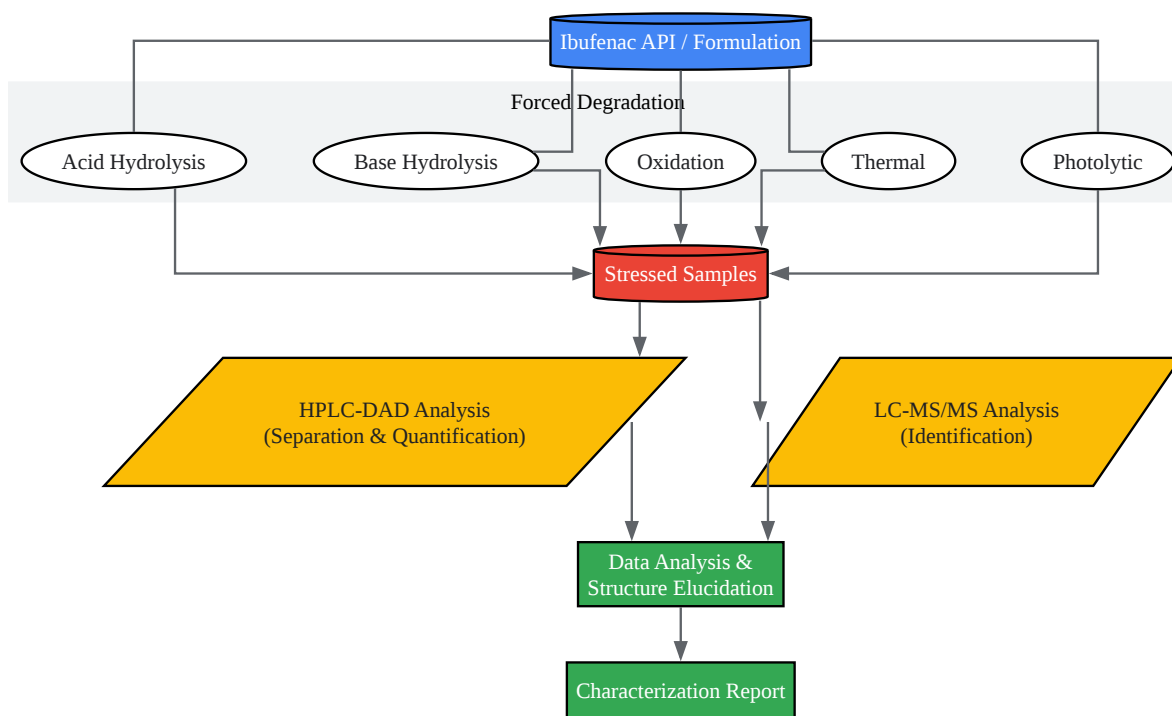 Ibufenac API / Formulation
Forced Degradation
Acid Hydrolysis
Base Hydrolysis
Oxidation
Thermal
Photolytic
Stressed Samples
HPLC-DAD Analysis
(Separation & Quantification)
LC-MS/MS Analysis
(Identification)
Data Analysis &
Structure Elucidation
Characterization Report